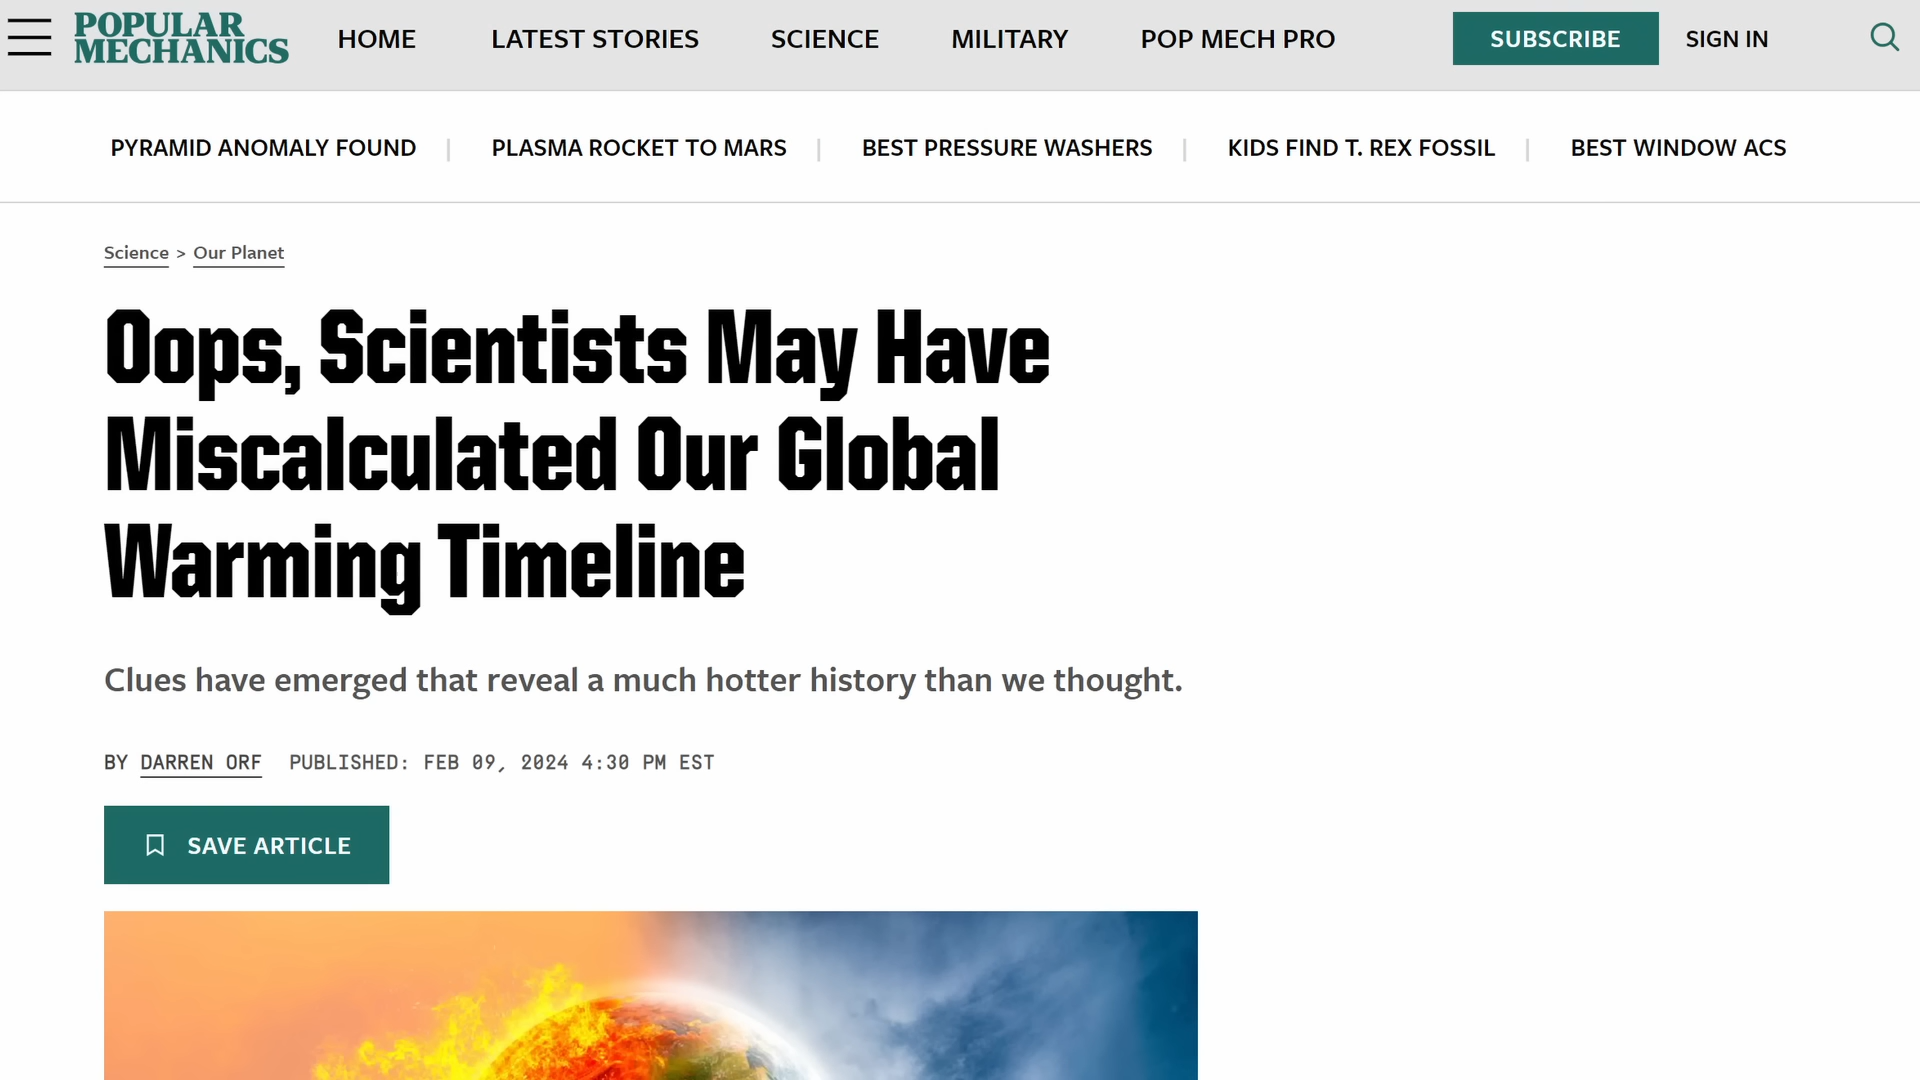 POPULAR
MECHANICS
HOME
LATEST STORIES
SCIENCE
MILITARY
POP MECH PRO
SUBSCRIBE
SIGN IN
PYRAMID ANOMALY FOUND
PLASMA ROCKET TO MARS
BEST PRESSURE WASHERS
KIDS FIND T. REX FOSSIL
BEST WINDOW ACS
Science > Our Planet
Oops, Scientists May Have
Miscalculated Our Global
Warming Timeline
Clues have emerged that reveal a much hotter history than we thought.
BY DARREN ORF PUBLISHED: FEB 09, 2024 4:30 PM EST
SAVE ARTICLE